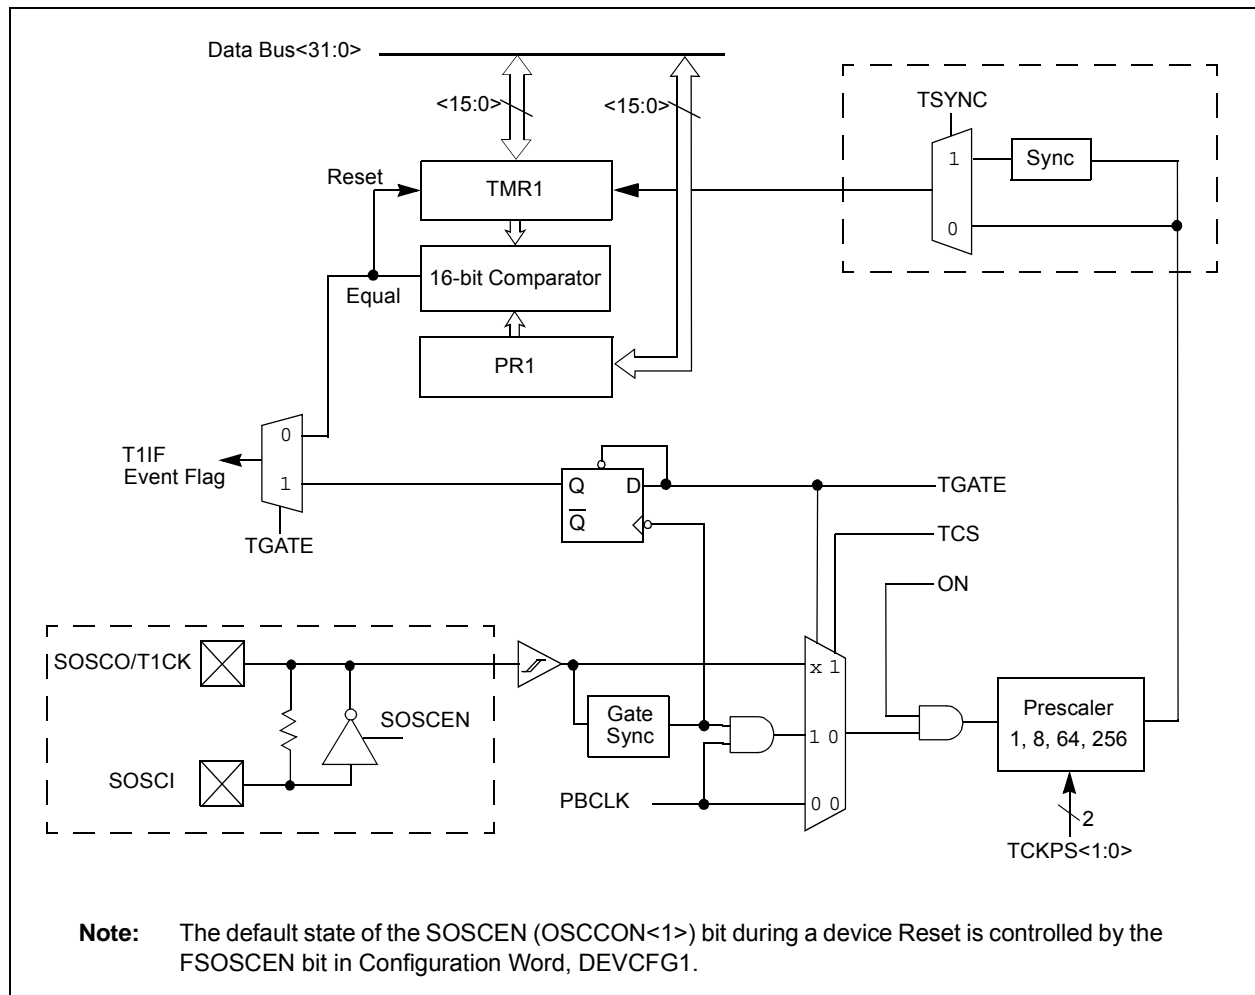 Data Bus<31:0>
<15:0>
<15:0>
TSYNC
1
Sync
Reset
TMR1
0
16-bit Comparator
Equal
PR1
0
T1IF
Event Flag
1
Q
D
Q̅
TGATE
TGATE
TCS
ON
SOSCO/T1CK
x 1
SOSCEN
Gate
Sync
1 0
Prescaler
1, 8, 64, 256
SOSCI
PBCLK
0 0
2
TCKPS<1:0>
Note: The default state of the SOSCEN (OSCCON<1>) bit during a device Reset is controlled by the
FSOSCEN bit in Configuration Word, DEVCFG1.